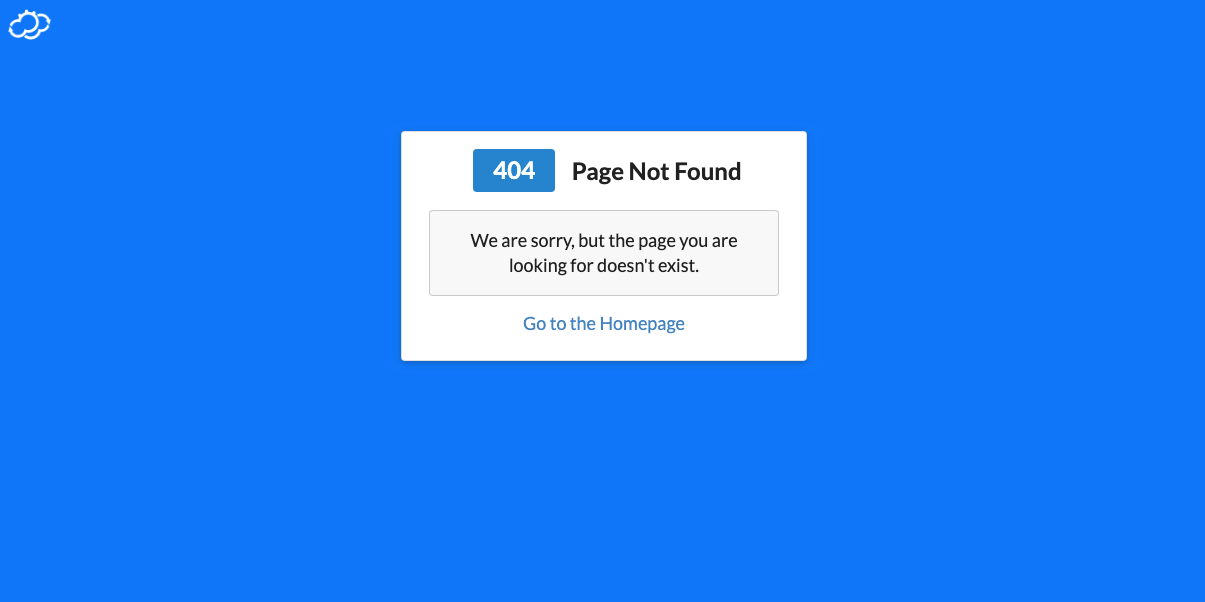 404 Page Not Found
We are sorry, but the page you are
looking for doesn't exist.
Go to the Homepage